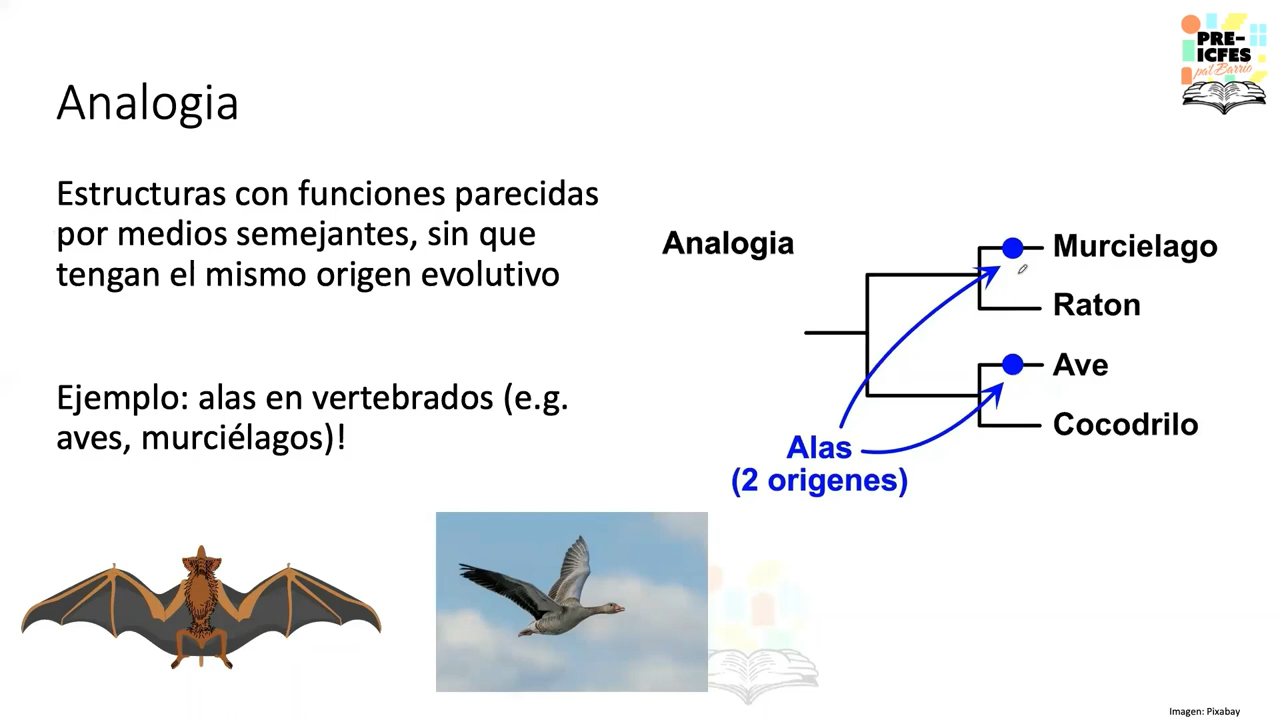 PRE-
ICFES
pa'l Barrio
Analogia
Estructuras con funciones parecidas
por medios semejantes, sin que
tengan el mismo origen evolutivo
Ejemplo: alas en vertebrados (e.g.
aves, murciélagos)!
Analogia
Murcielago
Raton
Ave
Cocodrilo
Alas
(2 origenes)
Imagen: Pixabay